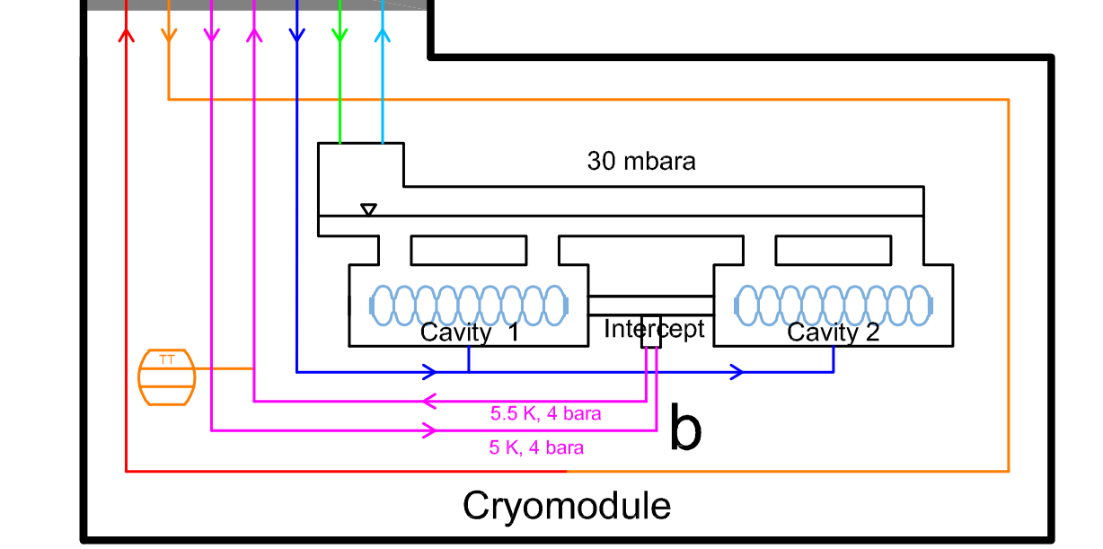 30 mbara
Cavity 1
Intercept
Cavity 2
TT
5.5 K, 4 bara
b
5 K, 4 bara
Cryomodule